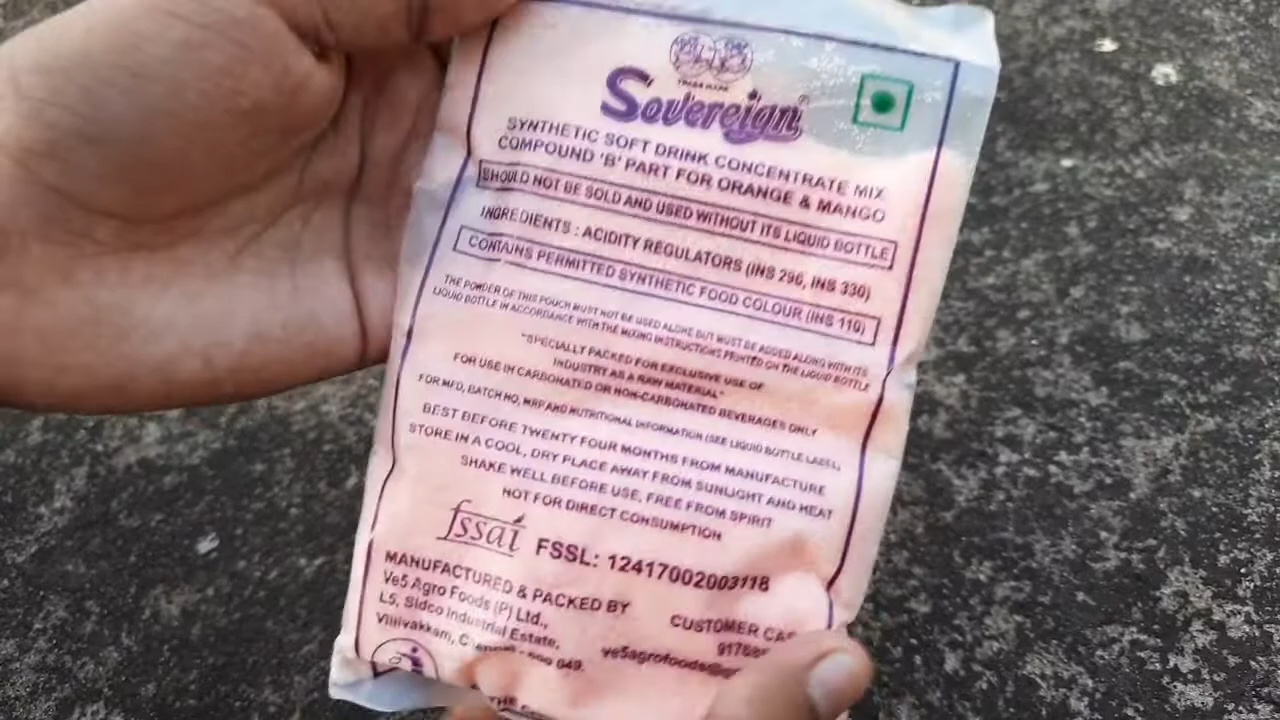 TRADE MARK
Sovereign®
SYNTHETIC SOFT DRINK CONCENTRATE MIX
COMPOUND 'B' PART FOR ORANGE & MANGO
SHOULD NOT BE SOLD AND USED WITHOUT ITS LIQUID BOTTLE
INGREDIENTS : ACIDITY REGULATORS (INS 296, INS 330)
CONTAINS PERMITTED SYNTHETIC FOOD COLOUR (INS 110)
THE POWDER OF THIS POUCH MUST NOT BE USED ALONE BUT MUST BE ADDED ALONG WITH ITS
LIQUID BOTTLE IN ACCORDANCE WITH THE MIXING INSTRUCTIONS PRINTED ON THE LIQUID BOTTLE
"SPECIALLY PACKED FOR EXCLUSIVE USE OF
INDUSTRY AS A RAW MATERIAL"
FOR USE IN CARBONATED OR NON-CARBONATED BEVERAGES ONLY
FOR MFD, BATCH NO, MRP AND NUTRITIONAL INFORMATION (SEE LIQUID BOTTLE LABEL)
BEST BEFORE TWENTY FOUR MONTHS FROM MANUFACTURE
STORE IN A COOL, DRY PLACE AWAY FROM SUNLIGHT AND HEAT
SHAKE WELL BEFORE USE, FREE FROM SPIRIT
NOT FOR DIRECT CONSUMPTION
fssai FSSL: 12417002003118
MANUFACTURED & PACKED BY
Ve5 Agro Foods (P) Ltd.,
L5, Sidco Industrial Estate,
Villivakkam, 049.
CUSTOMER
ve5agrofoods@
THE